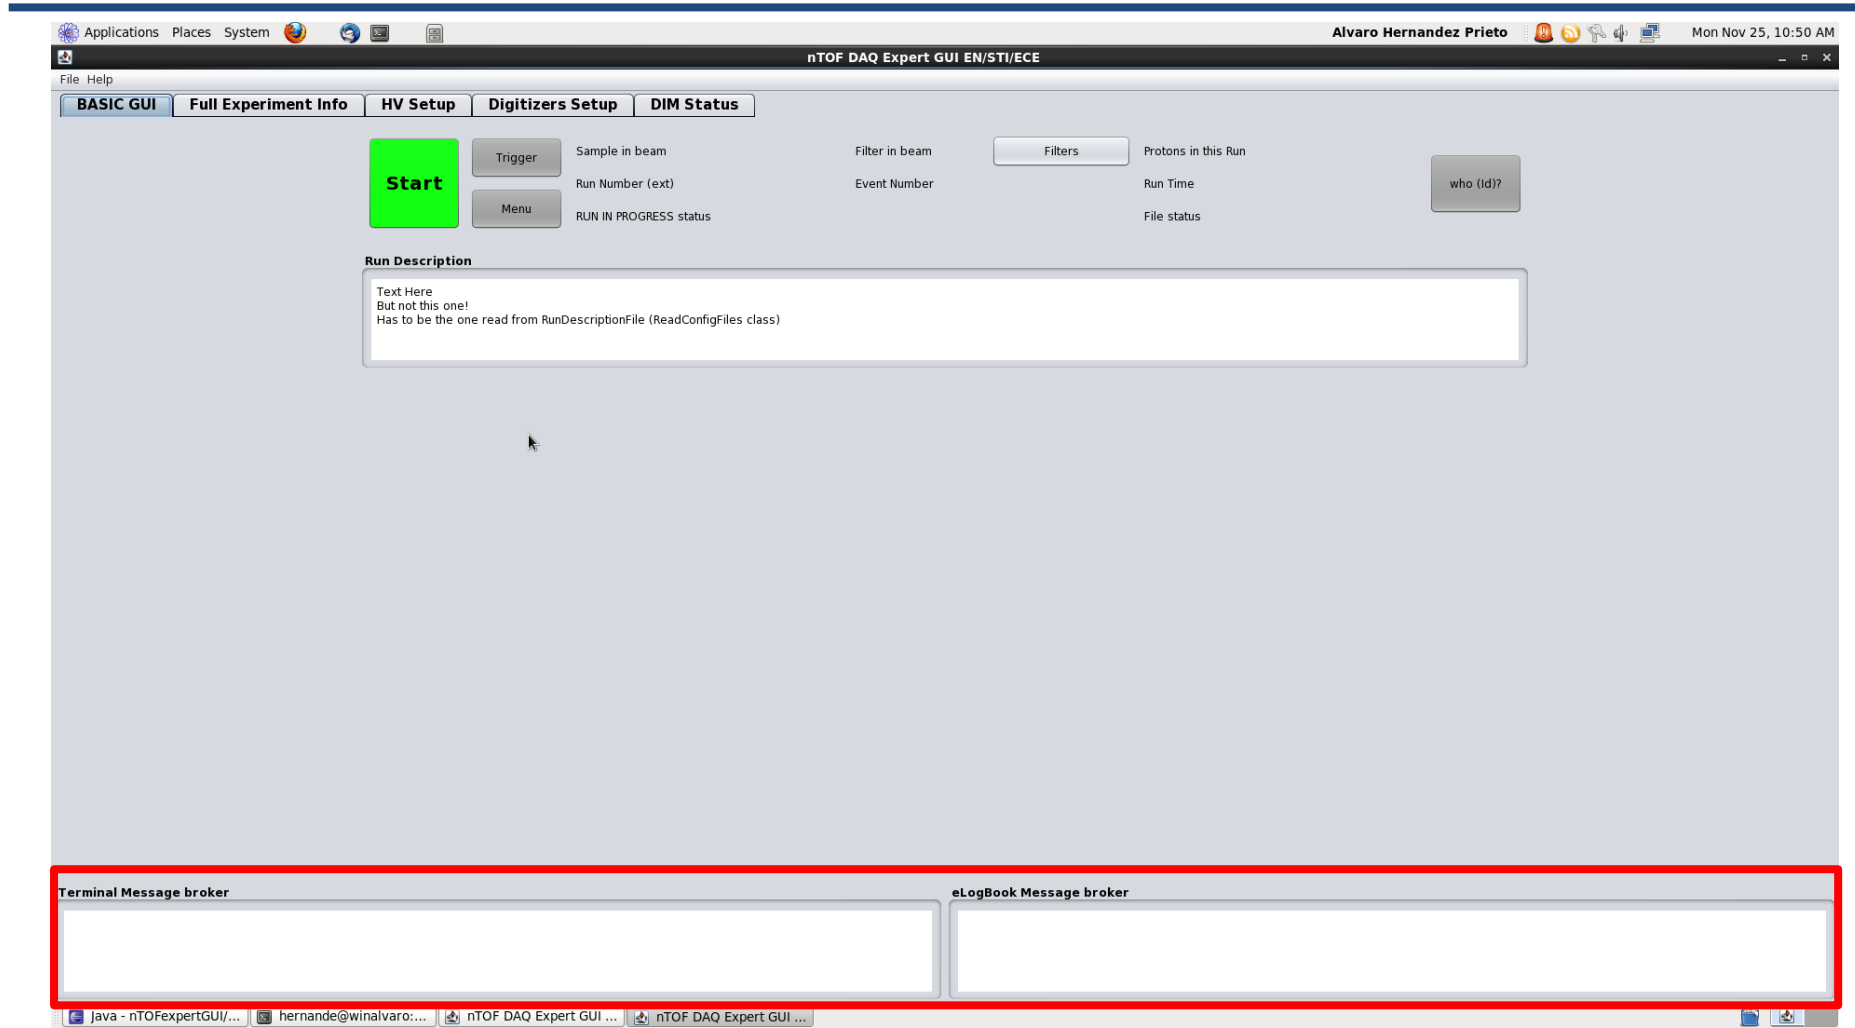 Applications Places System Alvaro Hernandez Prieto Mon Nov 25, 10:50 AM
nTOF DAQ Expert GUI EN/STI/ECE
File Help
BASIC GUI Full Experiment Info HV Setup Digitizers Setup DIM Status
Start
Trigger
Menu
Sample in beam Filter in beam Filters Protons in this Run
Run Number (ext) Event Number Run Time
RUN IN PROGRESS status File status
who (Id)?
Run Description
Text Here
But not this one!
Has to be the one read from RunDescriptionFile (ReadConfigFiles class)
Terminal Message broker eLogBook Message broker
Java - nTOFexpertGUI/... hernande@winalvaro:... nTOF DAQ Expert GUI ... nTOF DAQ Expert GUI ...